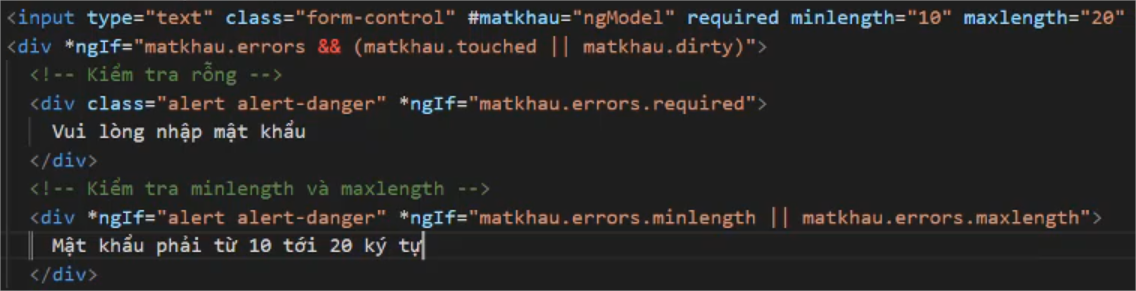 <input type="text" class="form-control" #matkhau="ngModel" required minlength="10" maxlength="20"
<div *ngIf="matkhau.errors && (matkhau.touched || matkhau.dirty)">
<!-- Kiểm tra rỗng -->
<div class="alert alert-danger" *ngIf="matkhau.errors.required">
Vui lòng nhập mật khẩu
</div>
<!-- Kiểm tra minlength và maxlength -->
<div *ngIf="alert alert-danger" *ngIf="matkhau.errors.minlength || matkhau.errors.maxlength">
Mật khẩu phải từ 10 tới 20 ký tự
</div>